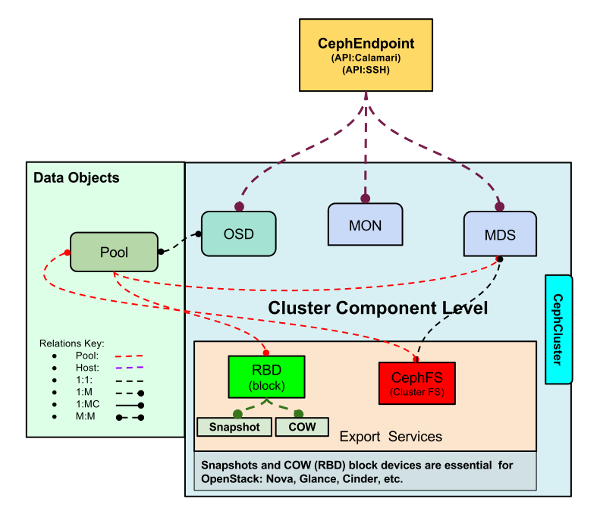 CephEndpoint
(API:Calamari)
(API:SSH)
Data Objects
OSD
MON
MDS
Pool
Cluster Component Level
CephCluster
Relations Key:
Pool:
Host:
1:1:
1:M
1:MC
M:M
RBD
(block)
CephFS
(Cluster FS)
Snapshot
COW
Export Services
Snapshots and COW (RBD) block devices are essential for
OpenStack: Nova, Glance, Cinder, etc.